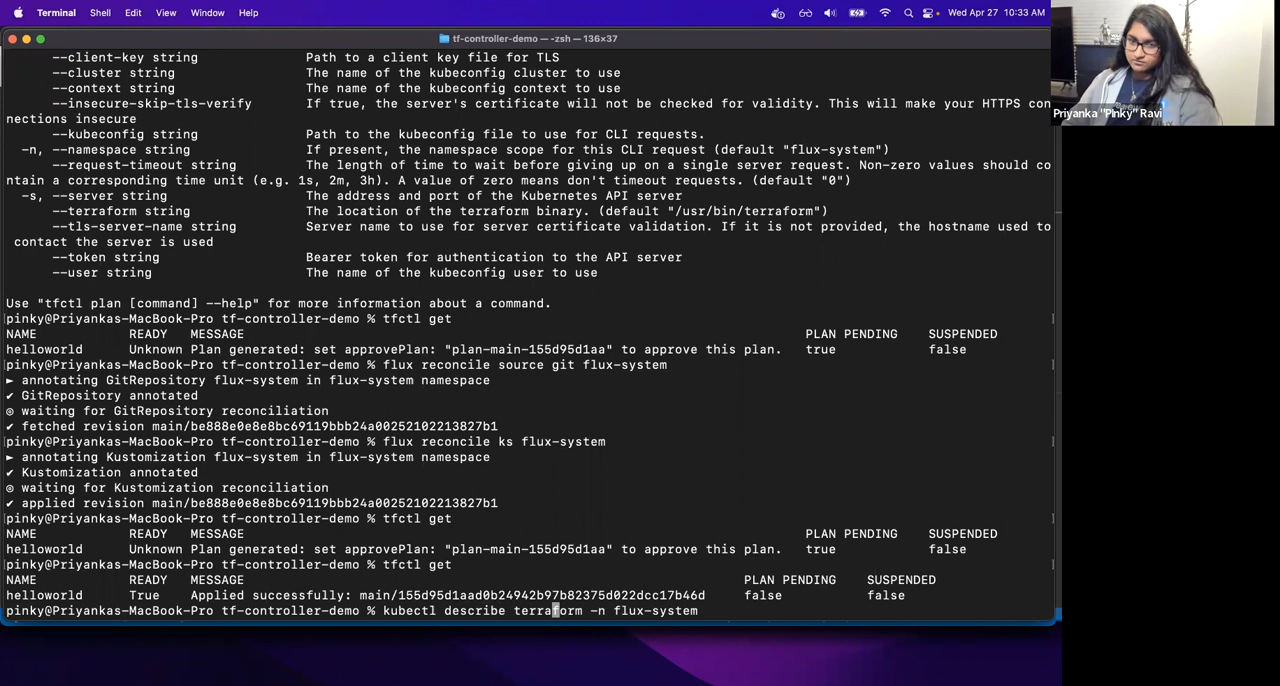 Terminal Shell Edit View Window Help Wed Apr 27 10:33 AM
tf-controller-demo — -zsh — 136×37
--client-key string Path to a client key file for TLS
--cluster string The name of the kubeconfig cluster to use
--context string The name of the kubeconfig context to use
--insecure-skip-tls-verify If true, the server's certificate will not be checked for validity. This will make your HTTPS con
nections insecure
--kubeconfig string Path to the kubeconfig file to use for CLI requests.
-n, --namespace string If present, the namespace scope for this CLI request (default "flux-system")
--request-timeout string The length of time to wait before giving up on a single server request. Non-zero values should co
ntain a corresponding time unit (e.g. 1s, 2m, 3h). A value of zero means don't timeout requests. (default "0")
-s, --server string The address and port of the Kubernetes API server
--terraform string The location of the terraform binary. (default "/usr/bin/terraform")
--tls-server-name string Server name to use for server certificate validation. If it is not provided, the hostname used to
contact the server is used
--token string Bearer token for authentication to the API server
--user string The name of the kubeconfig user to use
Use "tfctl plan [command] --help" for more information about a command.
pinky@Priyankas-MacBook-Pro tf-controller-demo % tfctl get
NAME READY MESSAGE PLAN PENDING SUSPENDED
helloworld Unknown Plan generated: set approvePlan: "plan-main-155d95d1aa" to approve this plan. true false
pinky@Priyankas-MacBook-Pro tf-controller-demo % flux reconcile source git flux-system
► annotating GitRepository flux-system in flux-system namespace
✔ GitRepository annotated
◎ waiting for GitRepository reconciliation
✔ fetched revision main/be888e0e8e8bc69119bbb24a00252102213827b1
pinky@Priyankas-MacBook-Pro tf-controller-demo % flux reconcile ks flux-system
► annotating Kustomization flux-system in flux-system namespace
✔ Kustomization annotated
◎ waiting for Kustomization reconciliation
✔ applied revision main/be888e0e8e8bc69119bbb24a00252102213827b1
pinky@Priyankas-MacBook-Pro tf-controller-demo % tfctl get
NAME READY MESSAGE PLAN PENDING SUSPENDED
helloworld Unknown Plan generated: set approvePlan: "plan-main-155d95d1aa" to approve this plan. true false
pinky@Priyankas-MacBook-Pro tf-controller-demo % tfctl get
NAME READY MESSAGE PLAN PENDING SUSPENDED
helloworld True Applied successfully: main/155d95d1aad0b24942b97b82375d022dcc17b46d false false
pinky@Priyankas-MacBook-Pro tf-controller-demo % kubectl describe terraform -n flux-system
Priyanka "Pinky" Ravi